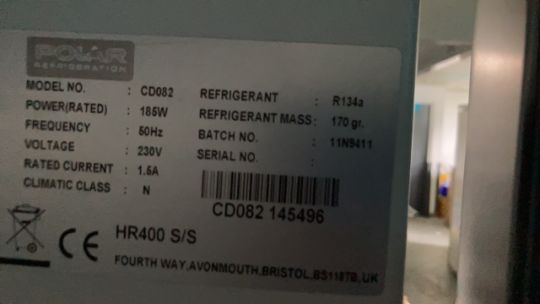 POLAR
REFRIGERATION
MODEL NO. : CD082
POWER(RATED) : 185W
FREQUENCY : 50Hz
VOLTAGE : 230V
RATED CURRENT : 1.5A
CLIMATIC CLASS : N
REFRIGERANT : R134a
REFRIGERANT MASS: 170 gr.
BATCH NO. : 11N9411
SERIAL NO. :
CD082 145496
CE HR400 S/S
FOURTH WAY,AVONMOUTH,BRISTOL,BS118TB,UK